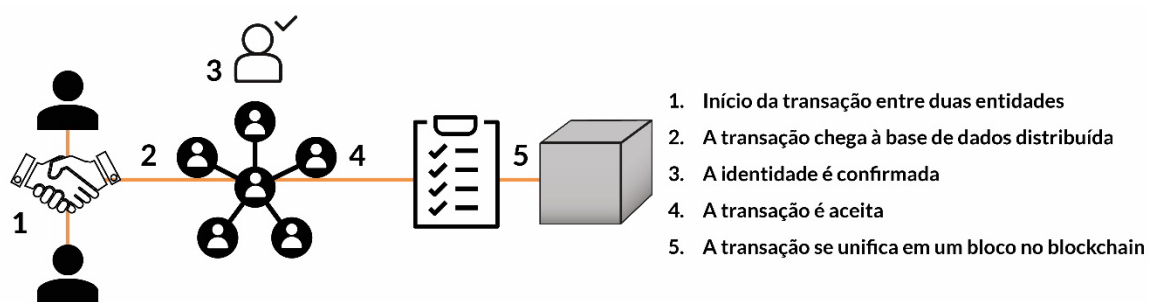 3
2
4
5
1
1. Início da transação entre duas entidades
2. A transação chega à base de dados distribuída
3. A identidade é confirmada
4. A transação é aceita
5. A transação se unifica em um bloco no blockchain